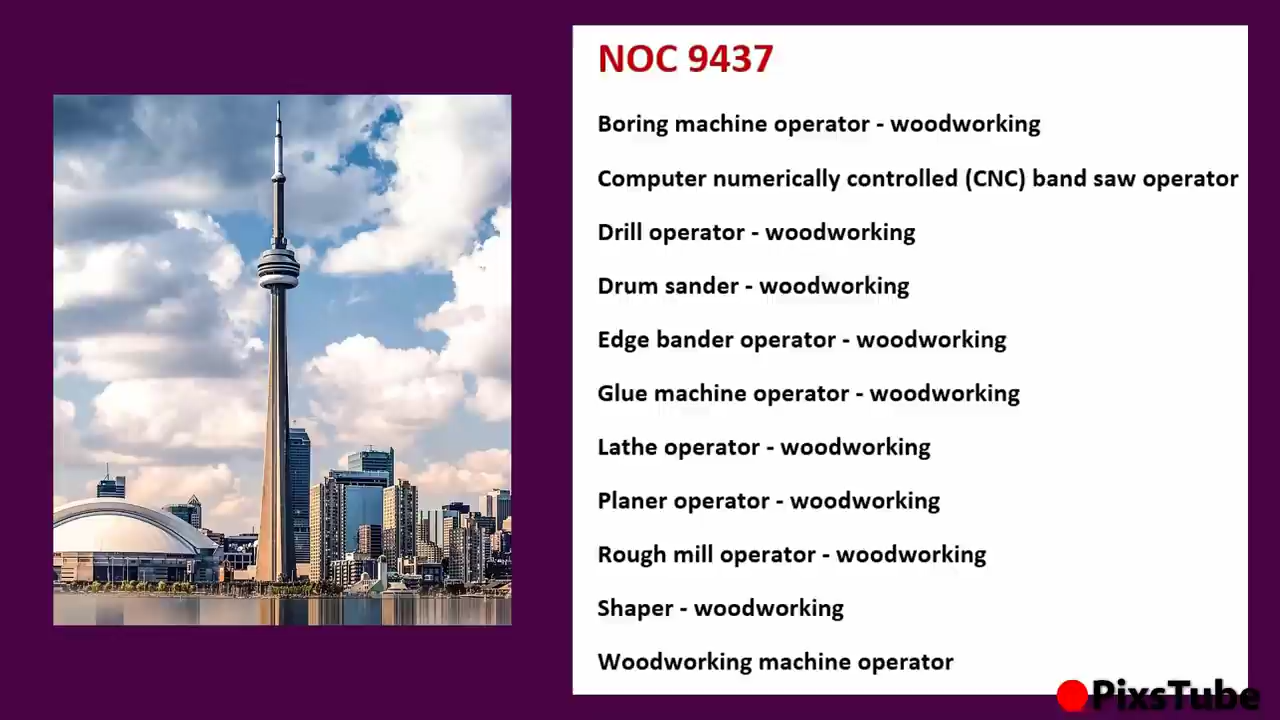 NOC 9437
Boring machine operator - woodworking
Computer numerically controlled (CNC) band saw operator
Drill operator - woodworking
Drum sander - woodworking
Edge bander operator - woodworking
Glue machine operator - woodworking
Lathe operator - woodworking
Planer operator - woodworking
Rough mill operator - woodworking
Shaper - woodworking
Woodworking machine operator
PixsTube